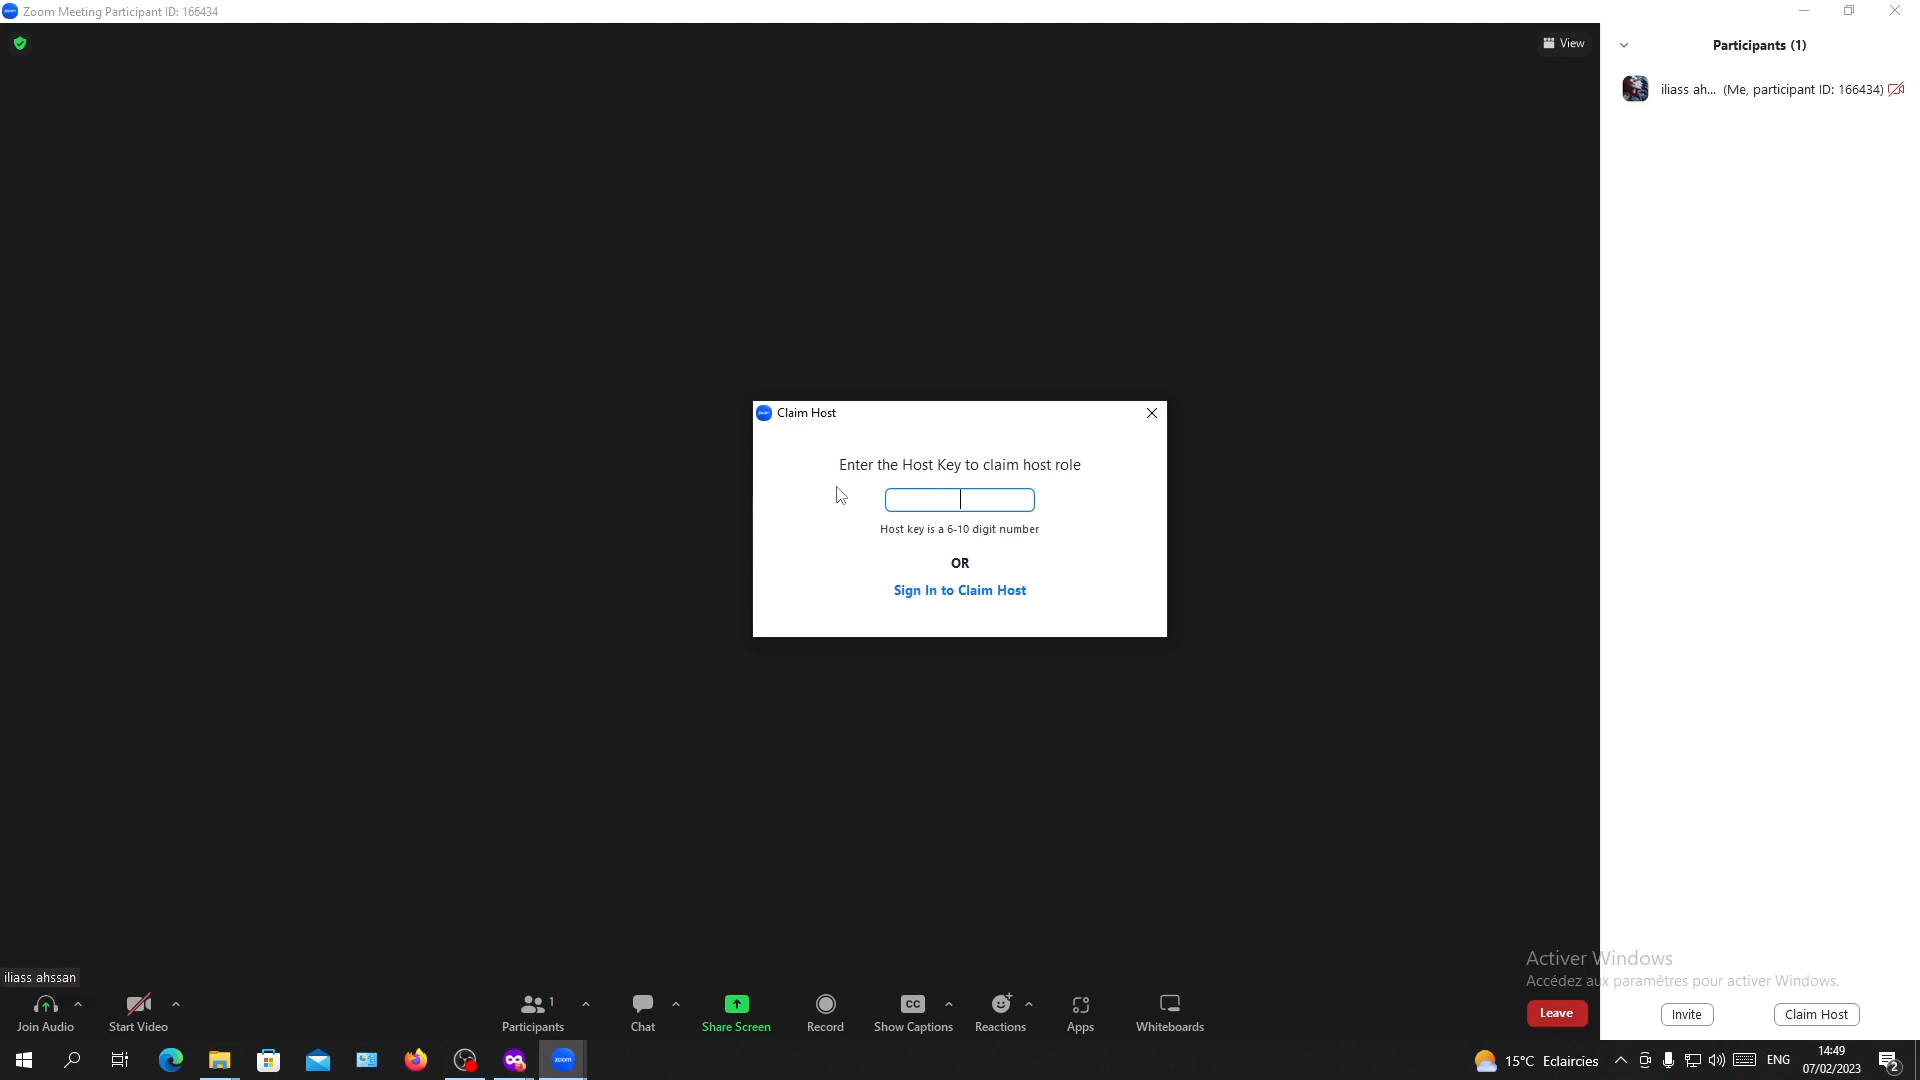 Zoom Meeting Participant ID: 166434
View
Participants (1)
iliass ah... (Me, participant ID: 166434)
Claim Host
Enter the Host Key to claim host role
Host key is a 6-10 digit number
OR
Sign In to Claim Host
iliass ahssan
Activer Windows
Accédez aux paramètres pour activer Windows.
Join Audio
Start Video
1
Participants
Chat
Share Screen
Record
CC
Show Captions
Reactions
Apps
Whiteboards
Leave
Invite
Claim Host
zoom
15°C Eclaircies
ENG
14:49
07/02/2023
2